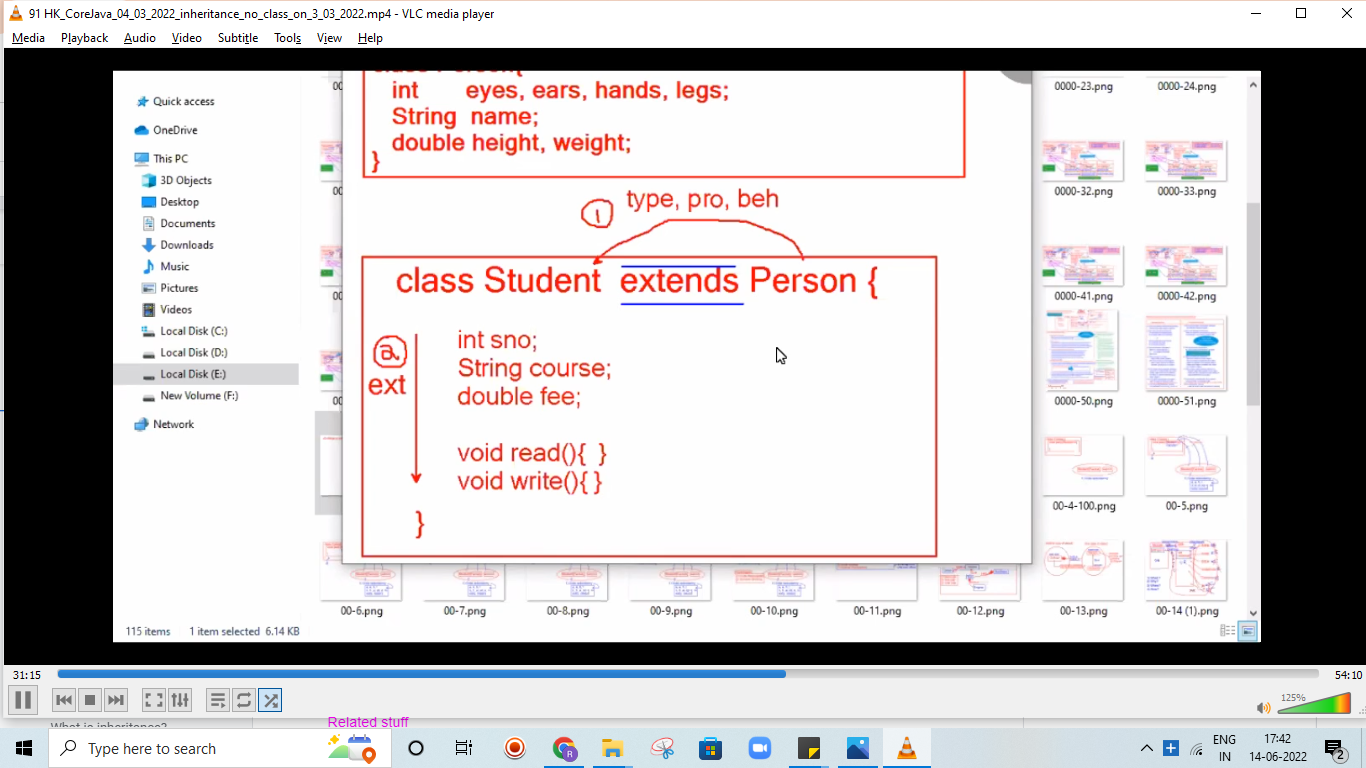 91 HK_CoreJava_04_03_2022_inheritance_no_class_on_3_03_2022.mp4 - VLC media player
Media Playback Audio Video Subtitle Tools View Help
Quick access
OneDrive
This PC
3D Objects
Desktop
Documents
Downloads
Music
Pictures
Videos
Local Disk (C:)
Local Disk (D:)
Local Disk (E:)
New Volume (F:)
Network
int eyes, ears, hands, legs;
String name;
double height, weight;
}
1 type, pro, beh
class Student extends Person {
int sno;
String course;
double fee;
2
ext
void read(){ }
void write(){ }
}
0000-23.png 0000-24.png
0000-32.png 0000-33.png
0000-41.png 0000-42.png
0000-50.png 0000-51.png
00-4-100.png 00-5.png
00-6.png 00-7.png 00-8.png 00-9.png 00-10.png 00-11.png 00-12.png 00-13.png 00-14 (1).png
115 items 1 item selected 6.14 KB
31:15 54:10
125%
What is inheritance?
Related stuff
Type here to search
ENG
IN
17:42
14-06-2022
2